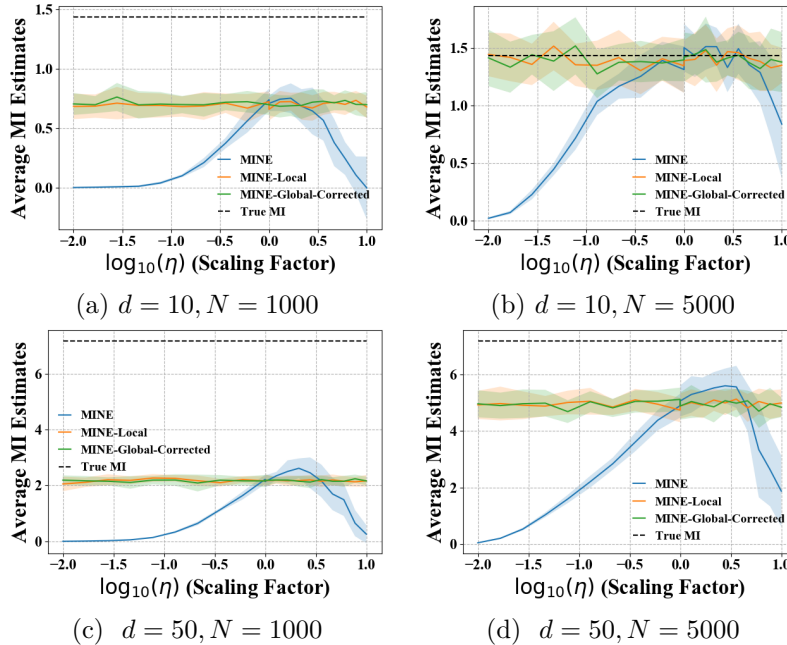 Average MI Estimates
1.5
1.0
0.5
0.0
MINE
MINE-Local
MINE-Global-Corrected
True MI
-2.0 -1.5 -1.0 -0.5 0.0 0.5 1.0
log10(η) (Scaling Factor)
(a) d = 10, N = 1000
Average MI Estimates
1.5
1.0
0.5
0.0
MINE
MINE-Local
MINE-Global-Corrected
True MI
-2.0 -1.5 -1.0 -0.5 0.0 0.5 1.0
log10(η) (Scaling Factor)
(b) d = 10, N = 5000
Average MI Estimates
6
4
2
0
MINE
MINE-Local
MINE-Global-Corrected
True MI
-2.0 -1.5 -1.0 -0.5 0.0 0.5 1.0
log10(η) (Scaling Factor)
(c) d = 50, N = 1000
Average MI Estimates
6
4
2
0
MINE
MINE-Local
MINE-Global-Corrected
True MI
-2.0 -1.5 -1.0 -0.5 0.0 0.5 1.0
log10(η) (Scaling Factor)
(d) d = 50, N = 5000